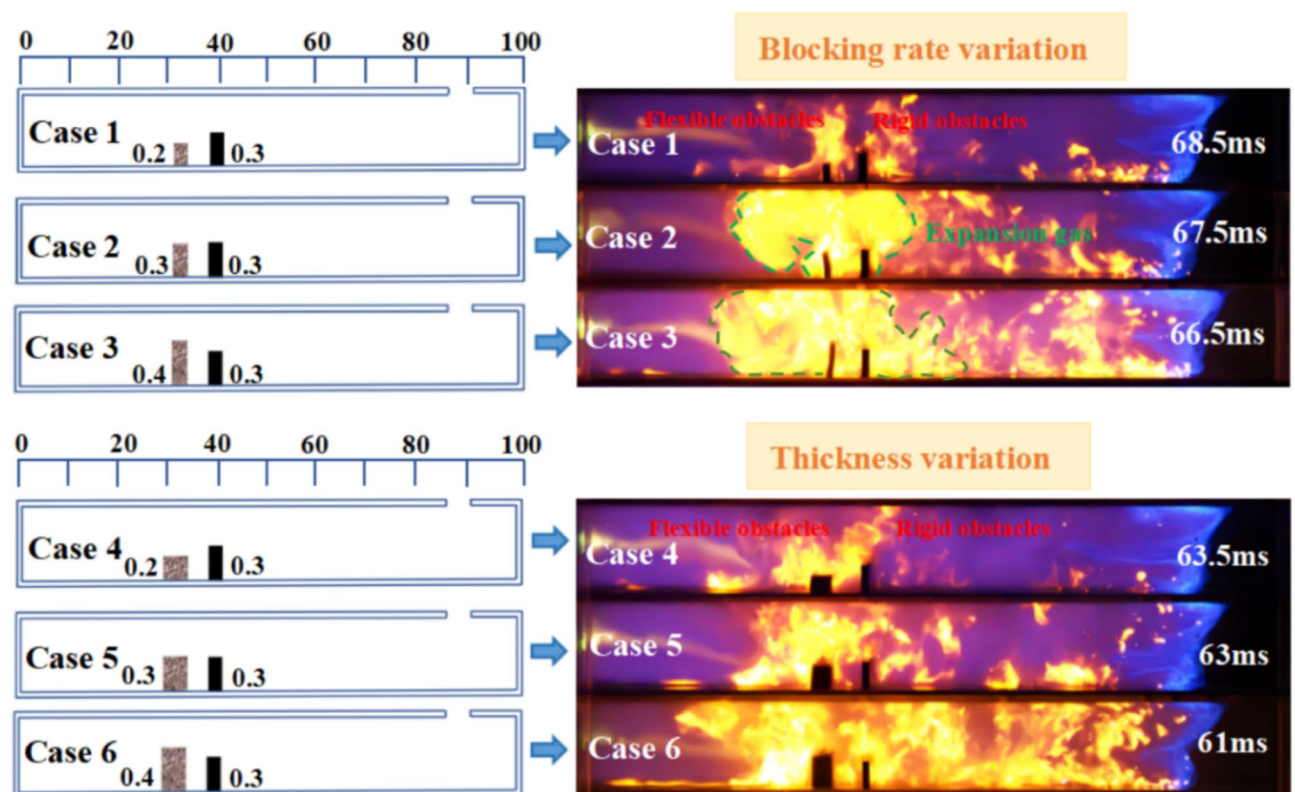 0 20 40 60 80 100
Blocking rate variation
Case 1
0.2 0.3
Flexible obstacles Rigid obstacles
Case 1
68.5ms
Case 2
0.3 0.3
Case 2
Expansion gas
67.5ms
Case 3
0.4 0.3
Case 3
66.5ms
0 20 40 60 80 100
Thickness variation
Case 4
0.2 0.3
Flexible obstacles Rigid obstacles
Case 4
63.5ms
Case 5
0.3 0.3
Case 5
63ms
Case 6
0.4 0.3
Case 6
61ms